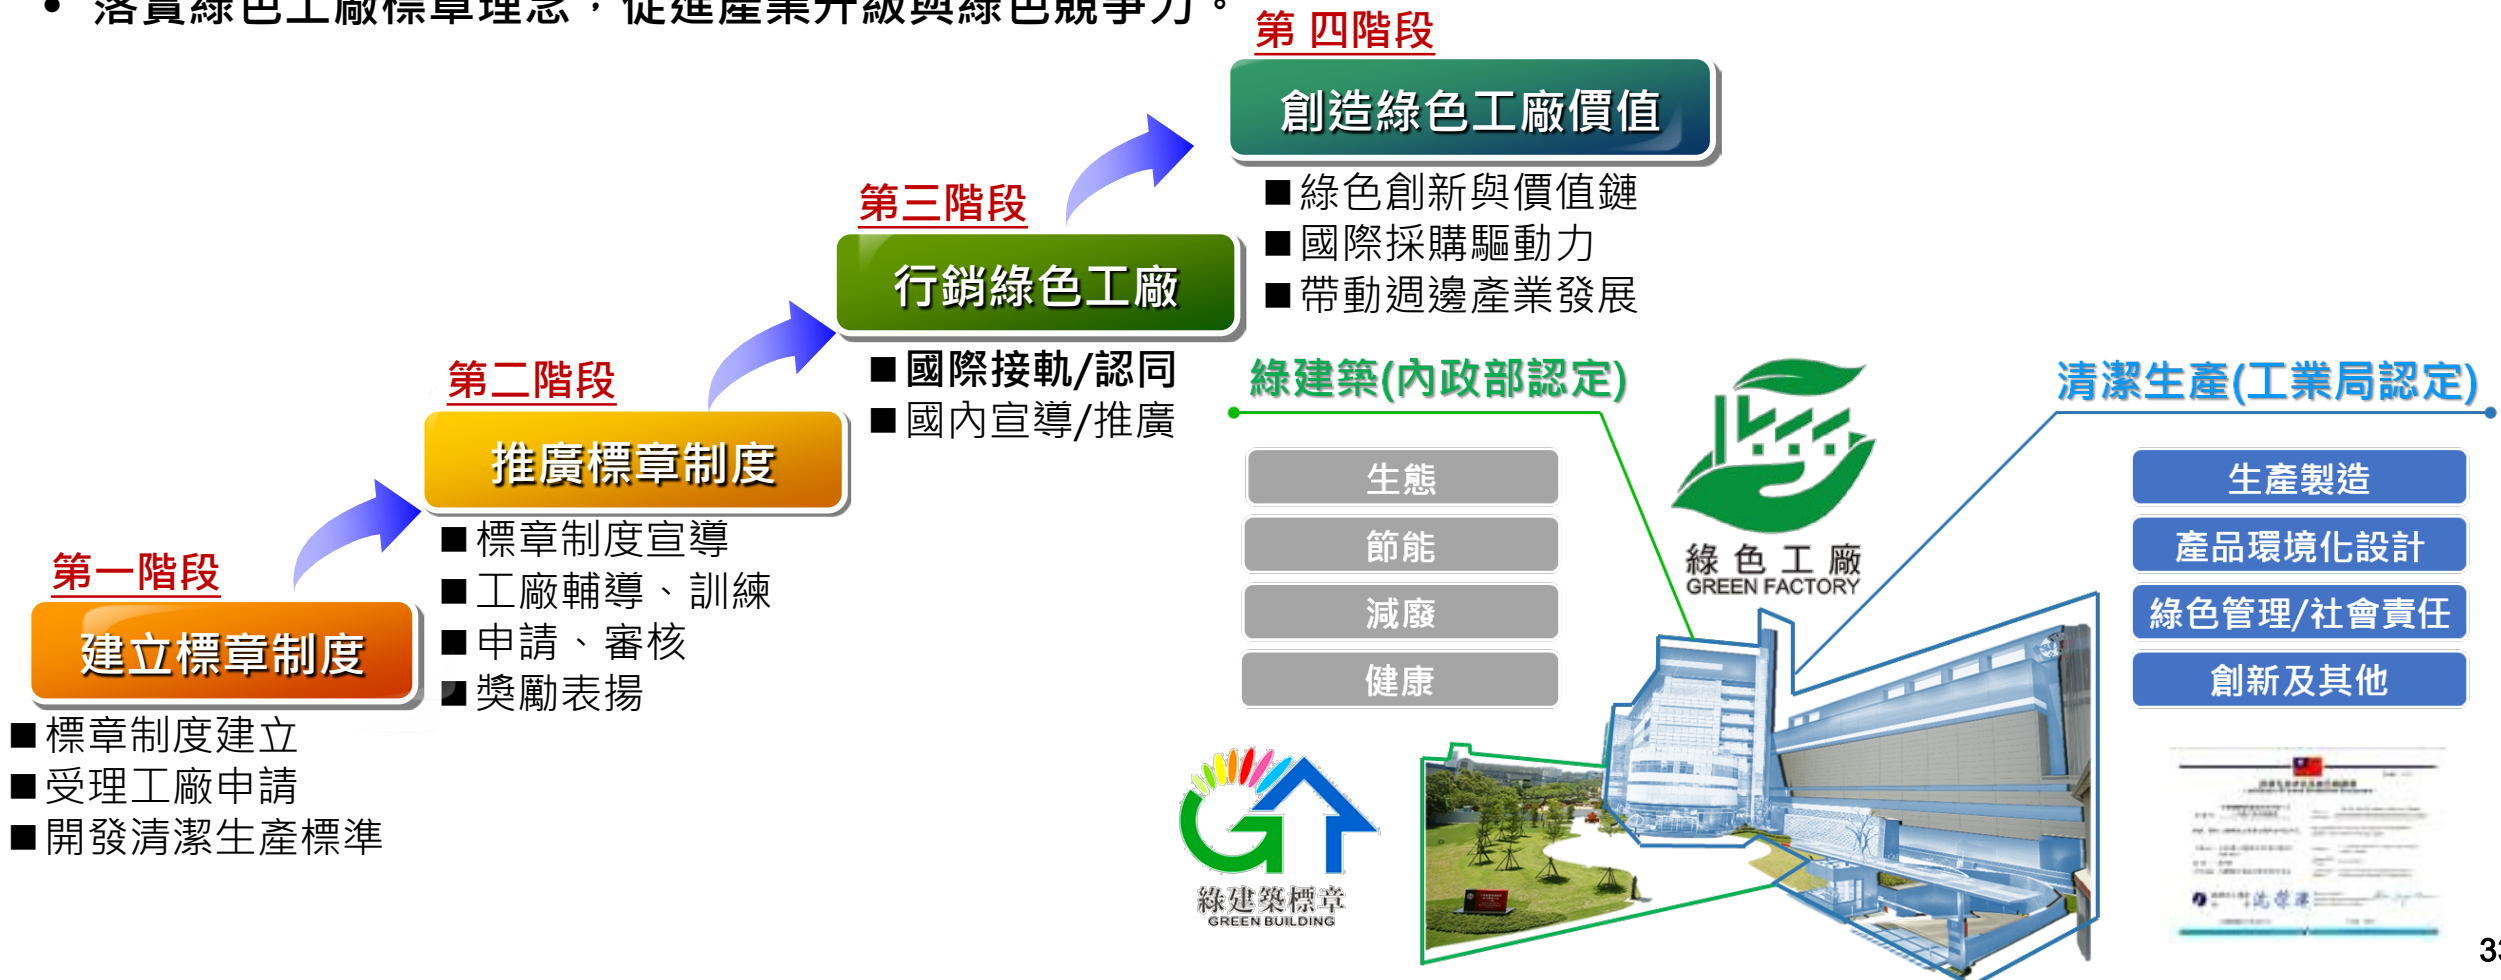 • 落實綠色工廠標章理念，促進產業升級與綠色競爭力。
第 四階段
創造綠色工廠價值
■綠色創新與價值鏈
■國際採購驅動力
■帶動週邊產業發展
第三階段
行銷綠色工廠
■國際接軌/認同
■國內宣導/推廣
第二階段
推廣標章制度
■標章制度宣導
■工廠輔導、訓練
■申請、審核
■獎勵表揚
第一階段
建立標章制度
■標章制度建立
■受理工廠申請
■開發清潔生產標準
綠建築(內政部認定)
生態
節能
減廢
健康
綠建築標章
GREEN BUILDING
綠色工廠
GREEN FACTORY
清潔生產(工業局認定)
生產製造
產品環境化設計
綠色管理/社會責任
創新及其他